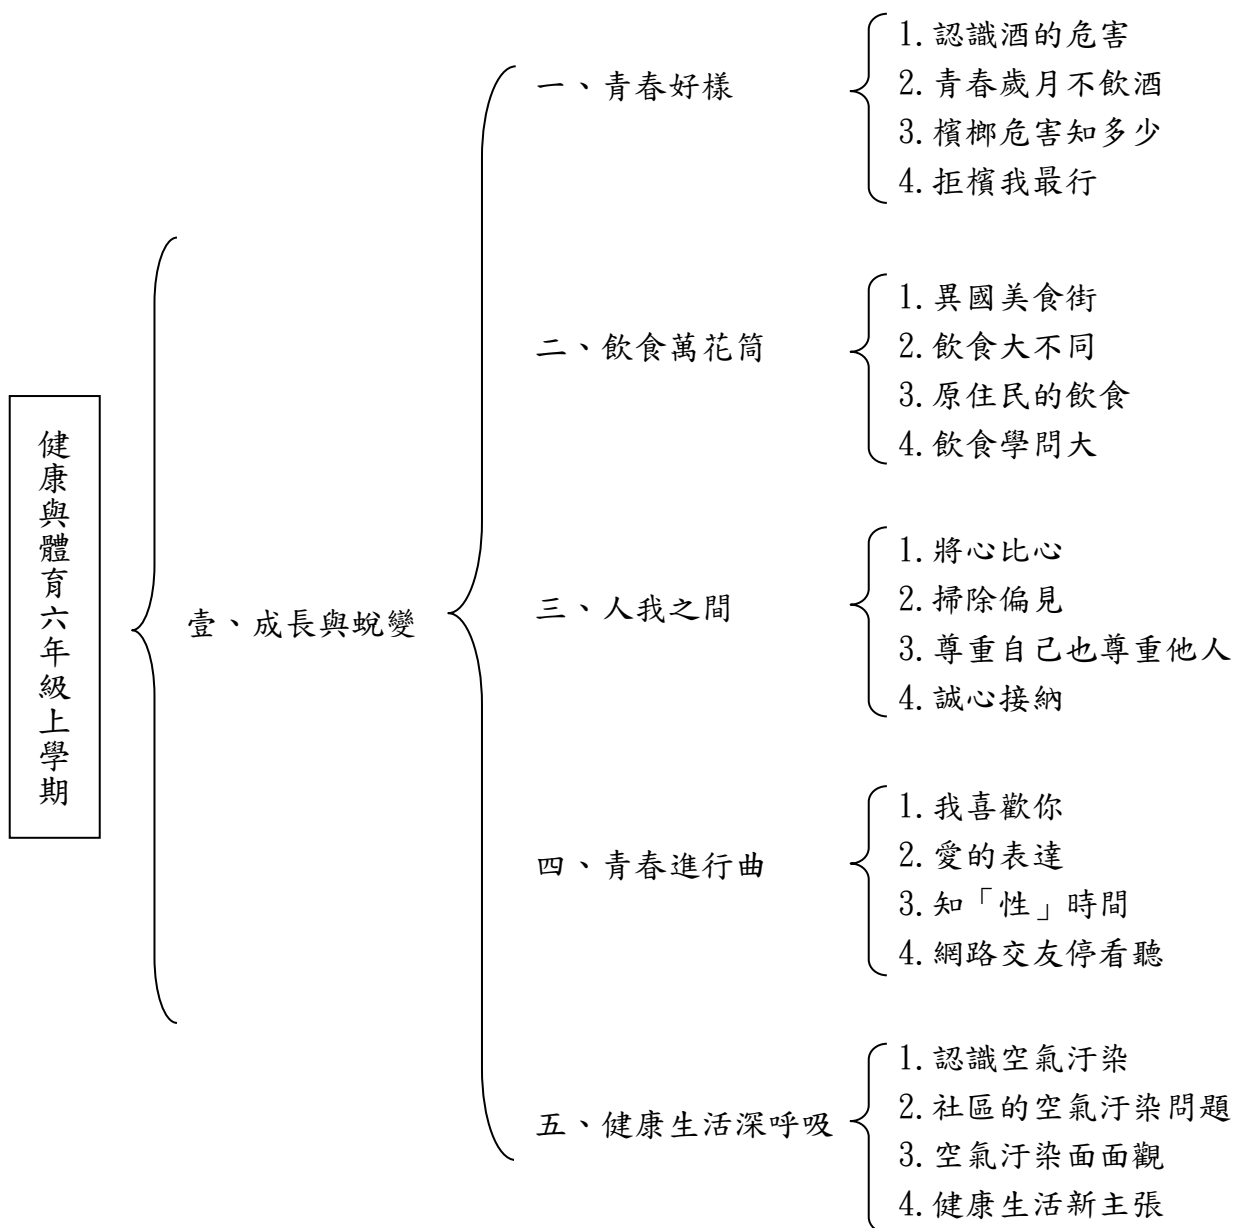 健康與體育六年級上學期
壹、成長與蛻變
一、青春好樣
1.認識酒的危害
2.青春歲月不飲酒
3.檳榔危害知多少
4.拒檳我最行
二、飲食萬花筒
1.異國美食街
2.飲食大不同
3.原住民的飲食
4.飲食學問大
三、人我之間
1.將心比心
2.掃除偏見
3.尊重自己也尊重他人
4.誠心接納
四、青春進行曲
1.我喜歡你
2.愛的表達
3.知「性」時間
4.網路交友停看聽
五、健康生活深呼吸
1.認識空氣汙染
2.社區的空氣汙染問題
3.空氣汙染面面觀
4.健康生活新主張